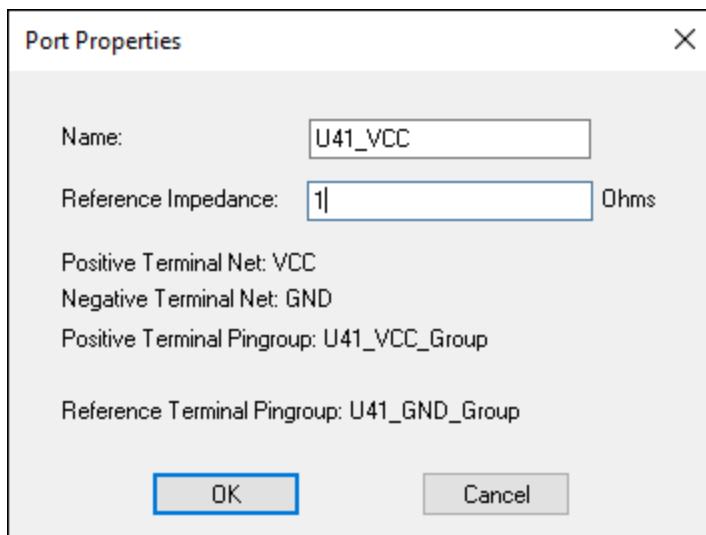 Port Properties
Name: U41_VCC
Reference Impedance: 1 Ohms
Positive Terminal Net: VCC
Negative Terminal Net: GND
Positive Terminal Pingroup: U41_VCC_Group
Reference Terminal Pingroup: U41_GND_Group
OK Cancel